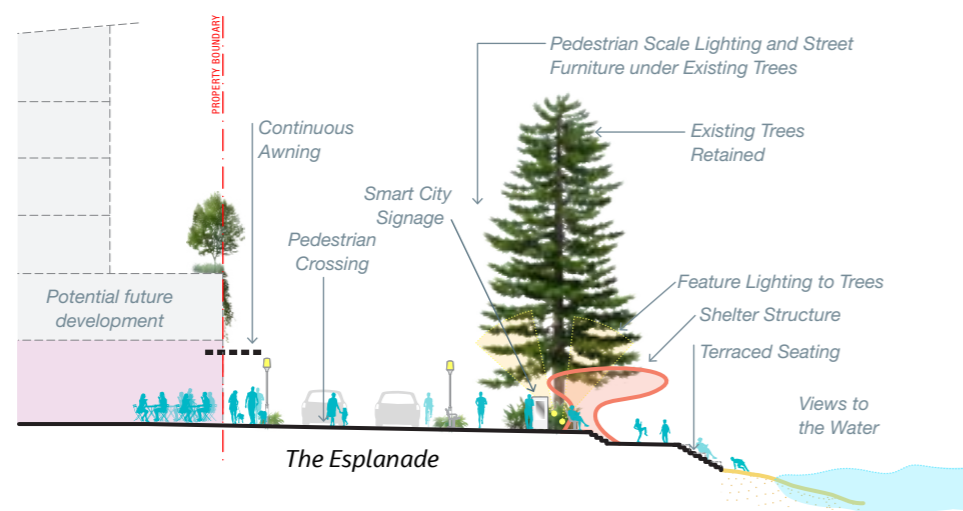 Pedestrian Scale Lighting and Street
Furniture under Existing Trees
PROPERTY BOUNDARY
Continuous
Awning
Existing Trees
Retained
Smart City
Signage
Pedestrian
Crossing
Feature Lighting to Trees
Potential future
development
Shelter Structure
Terraced Seating
Views to
the Water
The Esplanade